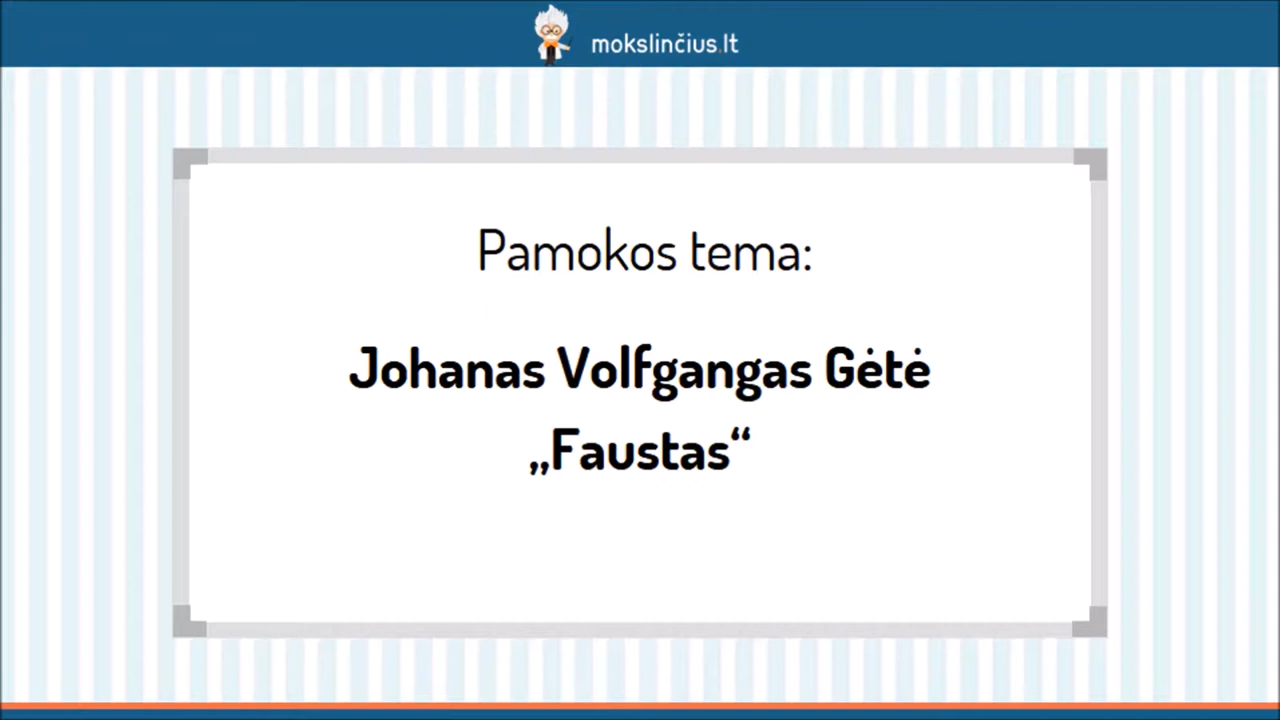 mokslinčius.lt
Pamokos tema:
Johanas Volfgangas Gėtė
„Faustas“